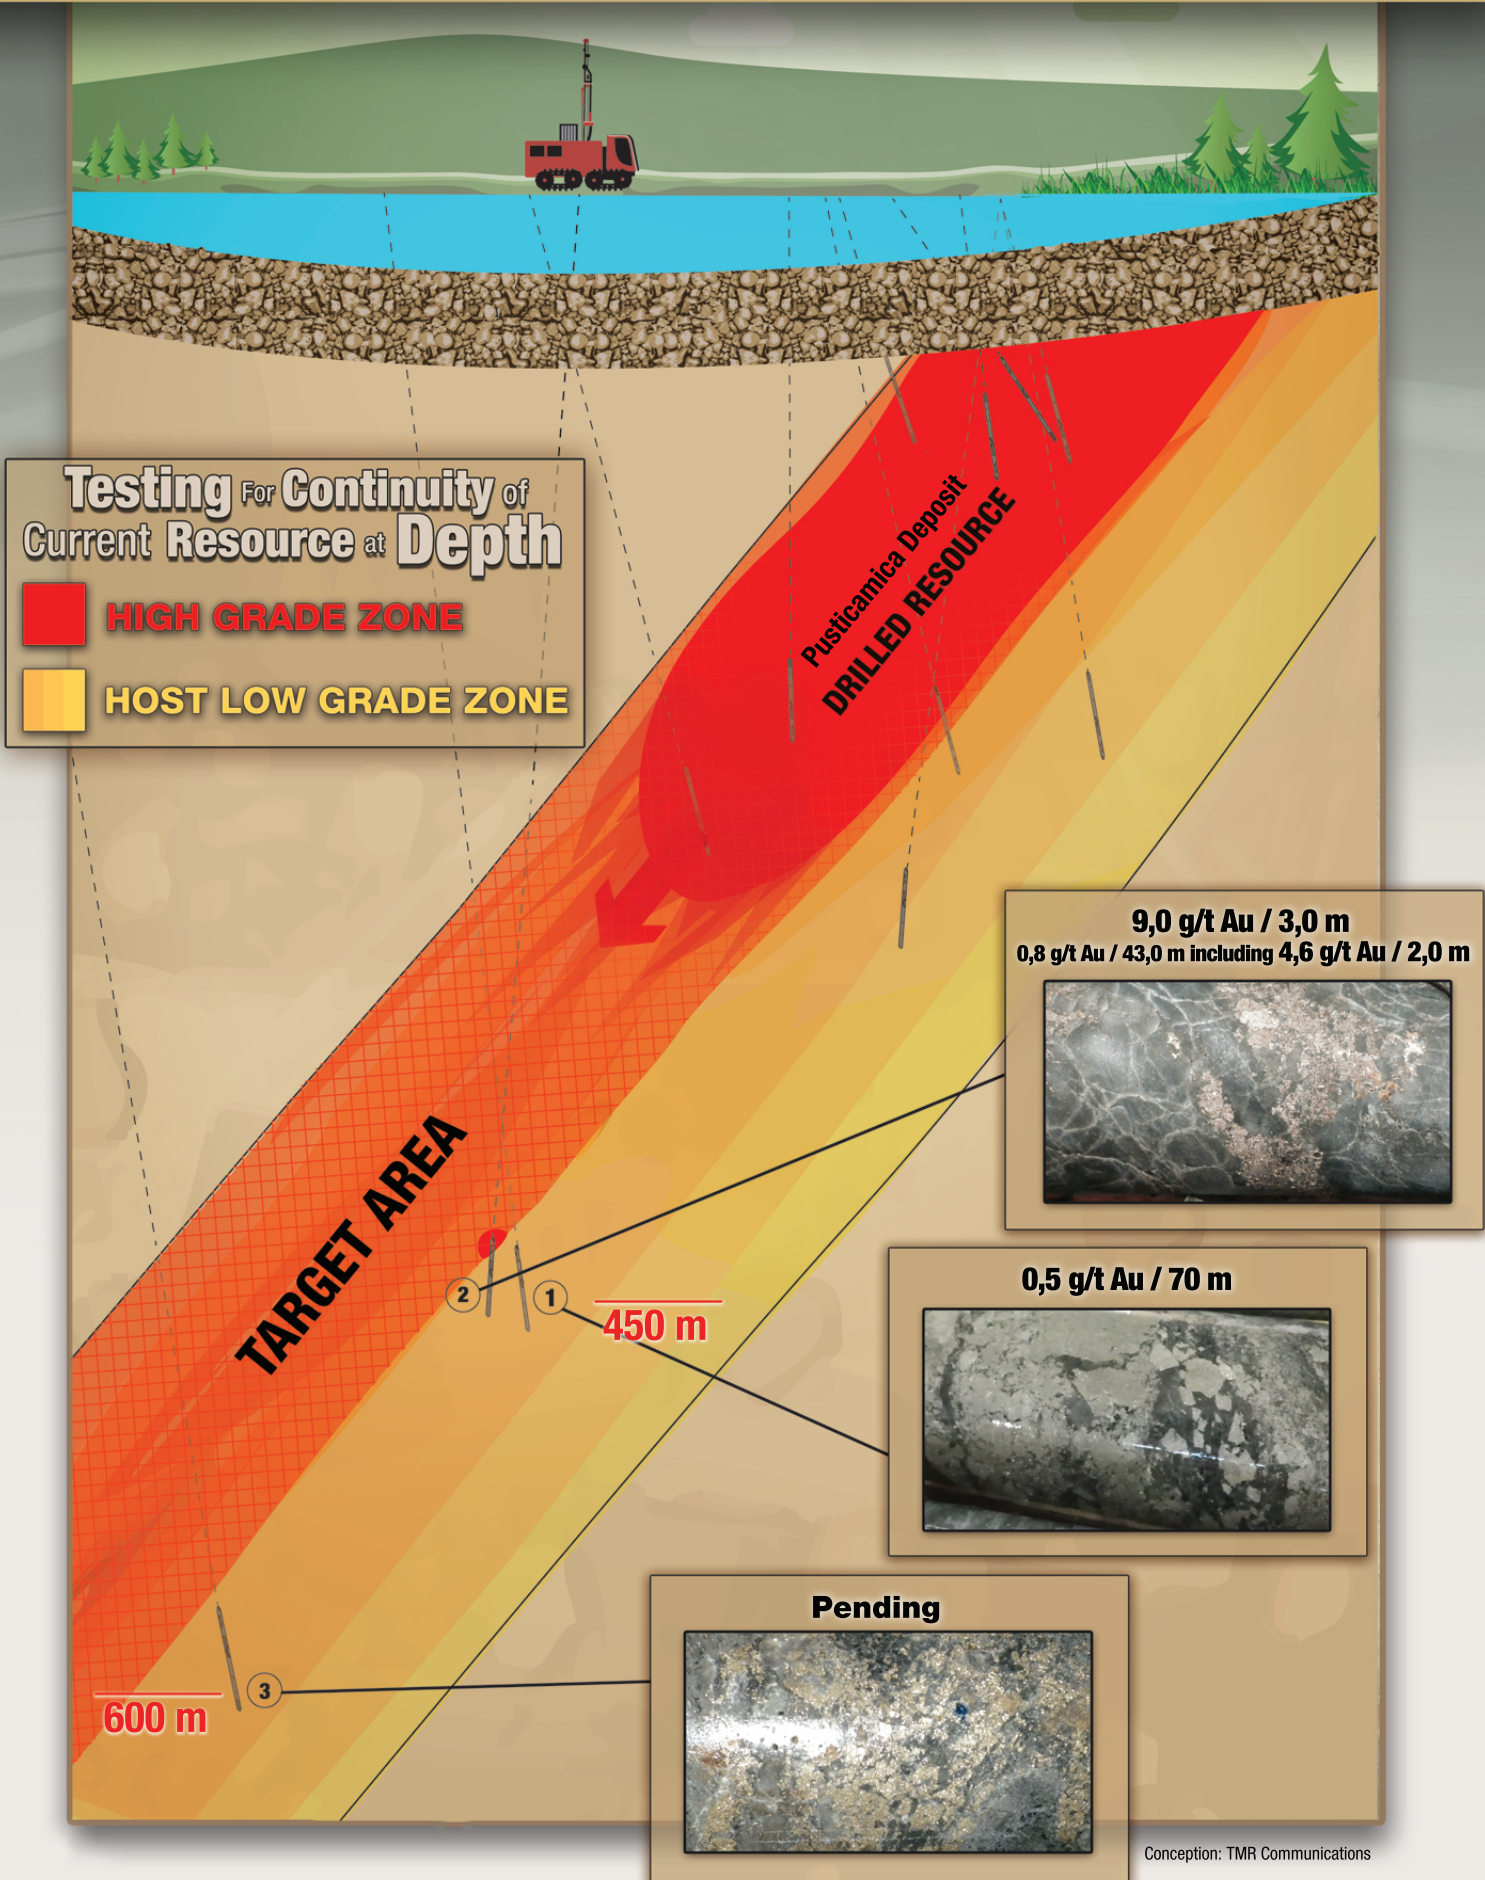 Testing For Continuity of
Current Resource at Depth
HIGH GRADE ZONE
HOST LOW GRADE ZONE
Pusticamica Deposit
DRILLED RESOURCE
9,0 g/t Au / 3,0 m
0,8 g/t Au / 43,0 m including 4,6 g/t Au / 2,0 m
TARGET AREA
2
1
450 m
0,5 g/t Au / 70 m
Pending
3
600 m
Conception: TMR Communications